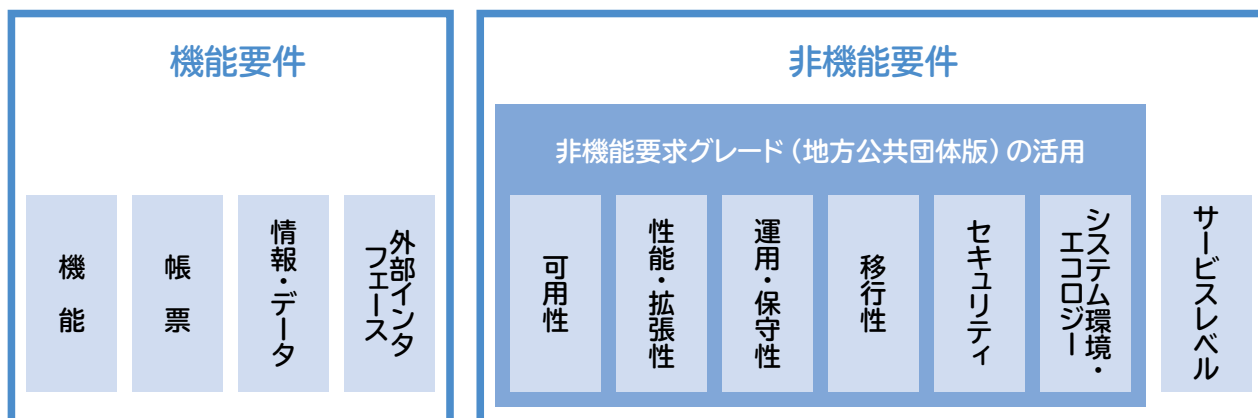 機能要件
機 能
帳 票
情報・データ
外部インタ
フェース
非機能要件
非機能要求グレード（地方公共団体版）の活用
可用性
性能・拡張性
運用・保守性
移行性
セキュリティ
システム環境・
エコロジー
サービスレベル